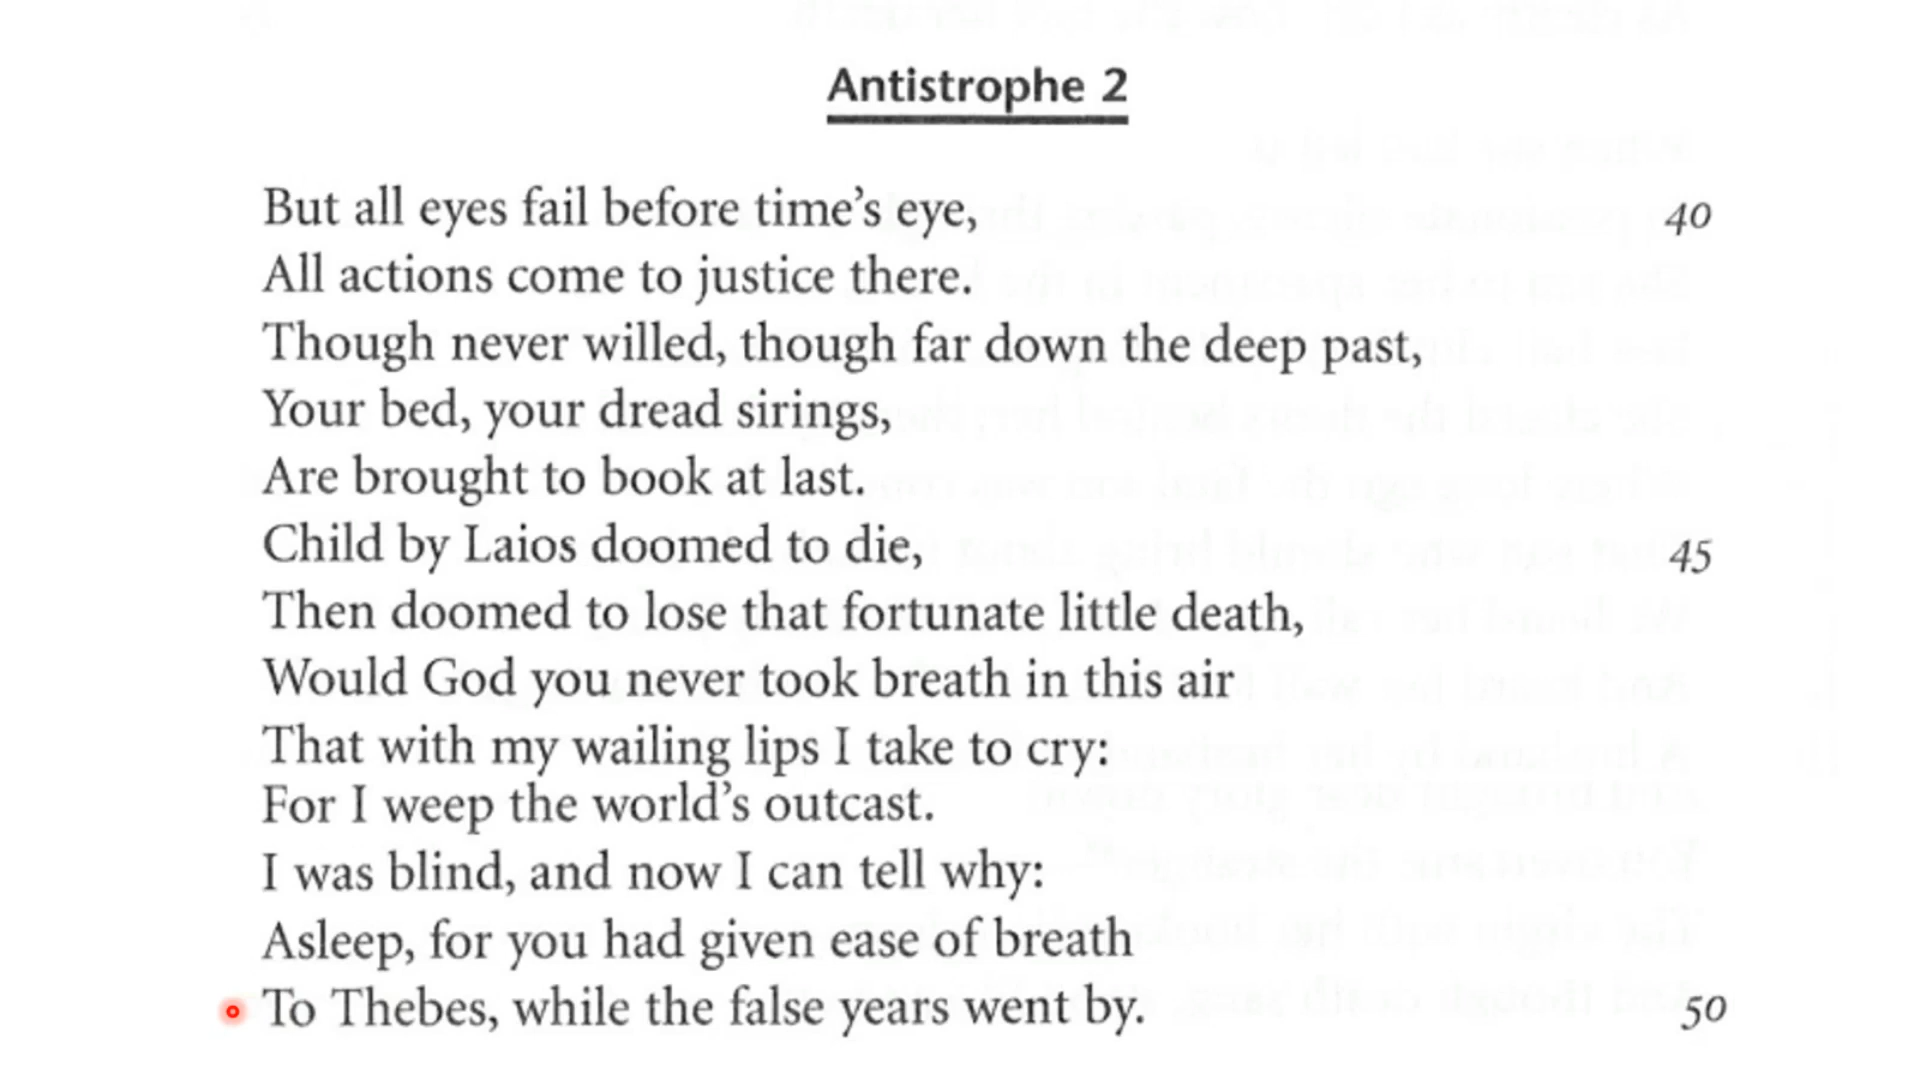 Antistrophe 2
But all eyes fail before time's eye, 40
All actions come to justice there.
Though never willed, though far down the deep past,
Your bed, your dread sirings,
Are brought to book at last.
Child by Laios doomed to die, 45
Then doomed to lose that fortunate little death,
Would God you never took breath in this air
That with my wailing lips I take to cry:
For I weep the world's outcast.
I was blind, and now I can tell why:
Asleep, for you had given ease of breath
To Thebes, while the false years went by. 50